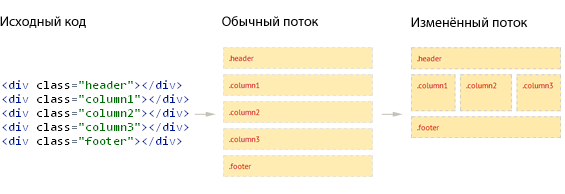 Исходный код
<div class="header"></div>
<div class="column1"></div>
<div class="column2"></div>
<div class="column3"></div>
<div class="footer"></div>
Обычный поток
.header
.column1
.column2
.column3
.footer
Изменённый поток
.header
.column1 .column2 .column3
.footer